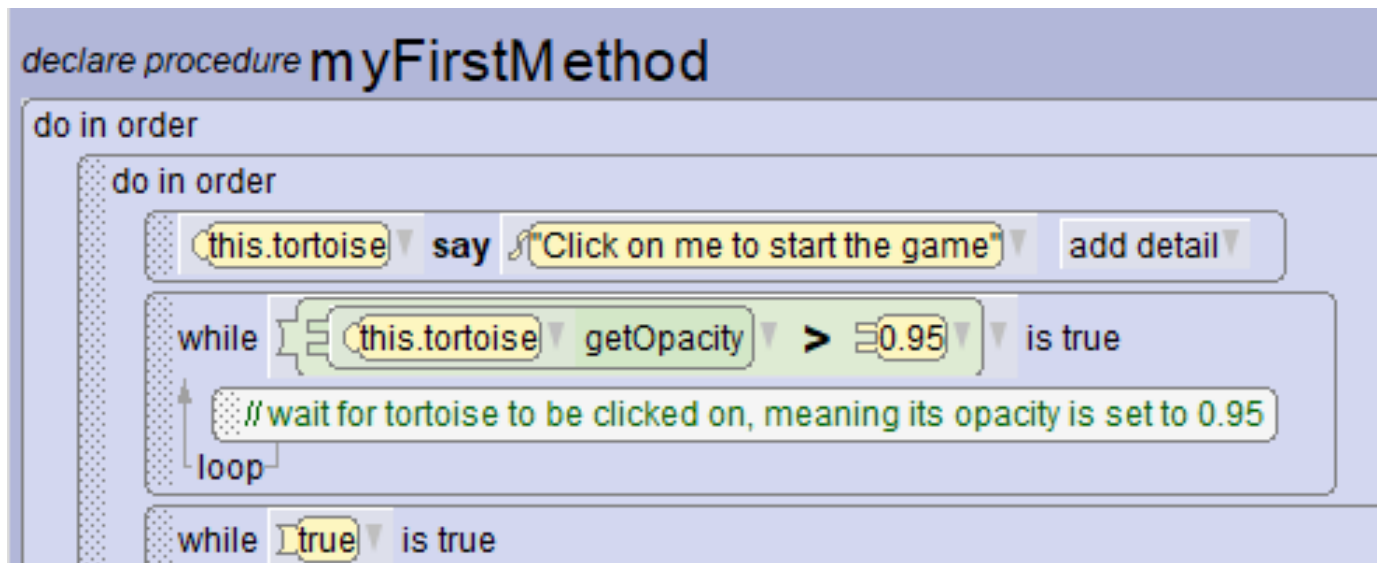 declare procedure myFirstMethod
do in order
do in order
this.tortoise say "Click on me to start the game" add detail
while this.tortoise getOpacity > 0.95 is true
// wait for tortoise to be clicked on, meaning its opacity is set to 0.95
loop
while true is true